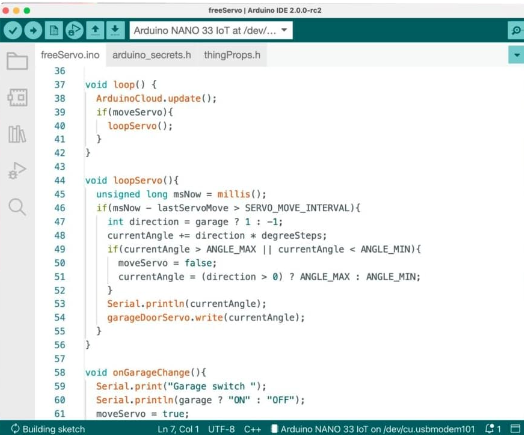 freeServo | Arduino IDE 2.0.0-rc2
Arduino NANO 33 IoT at /dev/...
freeServo.ino arduino_secrets.h thingProps.h
36
37 void loop() {
38 ArduinoCloud.update();
39 if(moveServo){
40 loopServo();
41 }
42 }
43
44 void loopServo(){
45 unsigned long msNow = millis();
46 if(msNow - lastServoMove > SERVO_MOVE_INTERVAL){
47 int direction = garage ? 1 : -1;
48 currentAngle += direction * degreeSteps;
49 if(currentAngle > ANGLE_MAX || currentAngle < ANGLE_MIN){
50 moveServo = false;
51 currentAngle = (direction > 0) ? ANGLE_MAX : ANGLE_MIN;
52 }
53 Serial.println(currentAngle);
54 garageDoorServo.write(currentAngle);
55 }
56 }
57
58 void onGarageChange(){
59 Serial.print("Garage switch ");
60 Serial.println(garage ? "ON" : "OFF");
61 moveServo = true;
Building sketch Ln 7, Col 1 UTF-8 C++ Arduino NANO 33 IoT on /dev/cu.usbmodem101 1